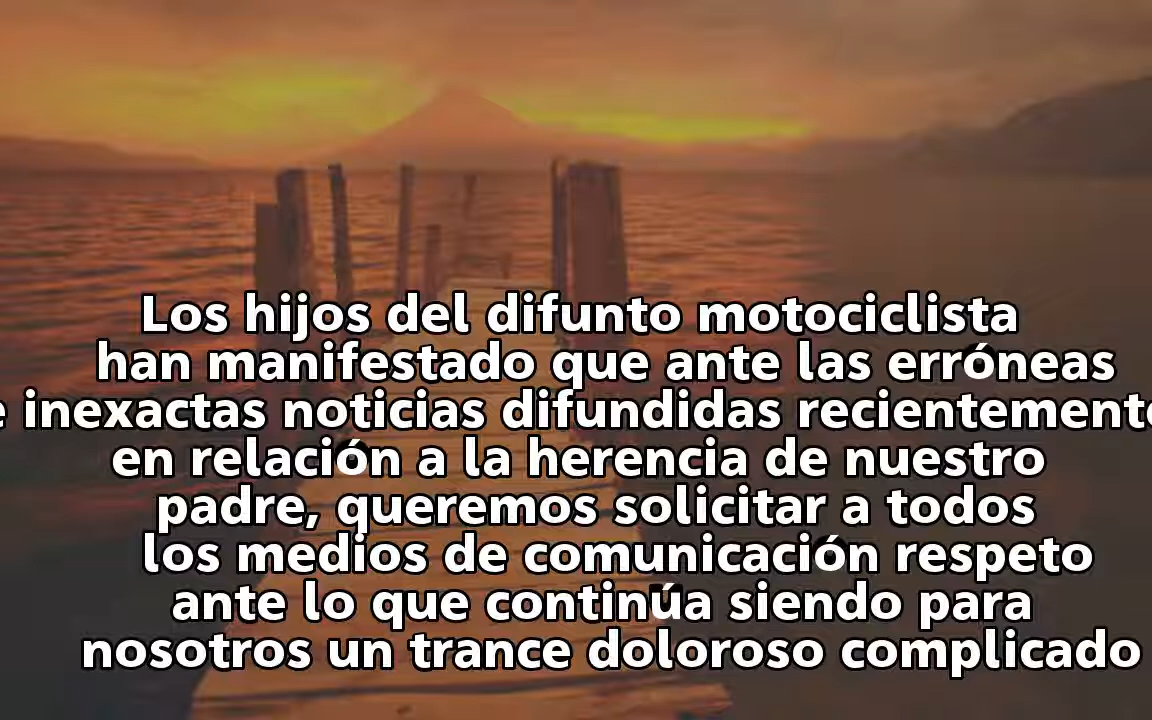 Los hijos del difunto motociclista
han manifestado que ante las erróneas
e inexactas noticias difundidas recientemente
en relación a la herencia de nuestro
padre, queremos solicitar a todos
los medios de comunicación respeto
ante lo que continúa siendo para
nosotros un trance doloroso complicado